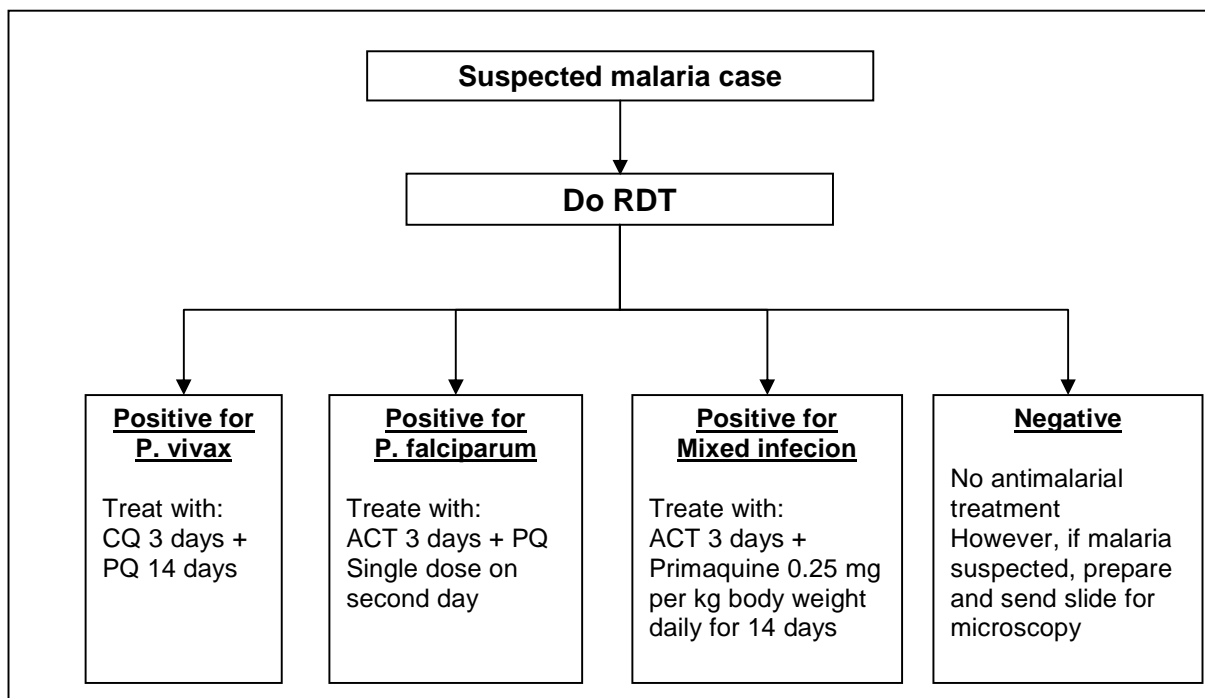 Suspected malaria case
Do RDT
Positive for
P. vivax
Treat with:
CQ 3 days +
PQ 14 days
Positive for
P. falciparum
Treate with:
ACT 3 days + PQ
Single dose on
second day
Positive for
Mixed infecion
Treate with:
ACT 3 days +
Primaquine 0.25 mg
per kg body weight
daily for 14 days
Negative
No antimalarial
treatment
However, if malaria
suspected, prepare
and send slide for
microscopy